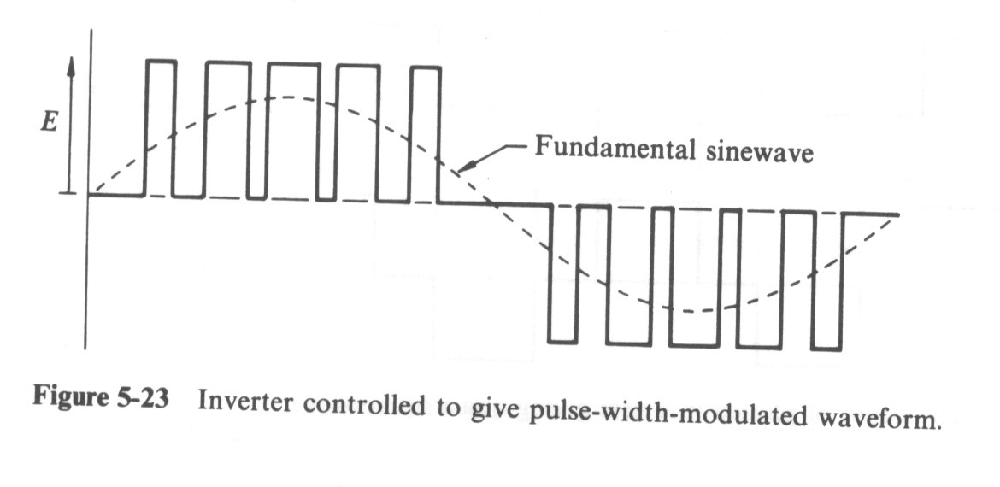 E
Fundamental sinewave
Figure 5-23 Inverter controlled to give pulse-width-modulated waveform.